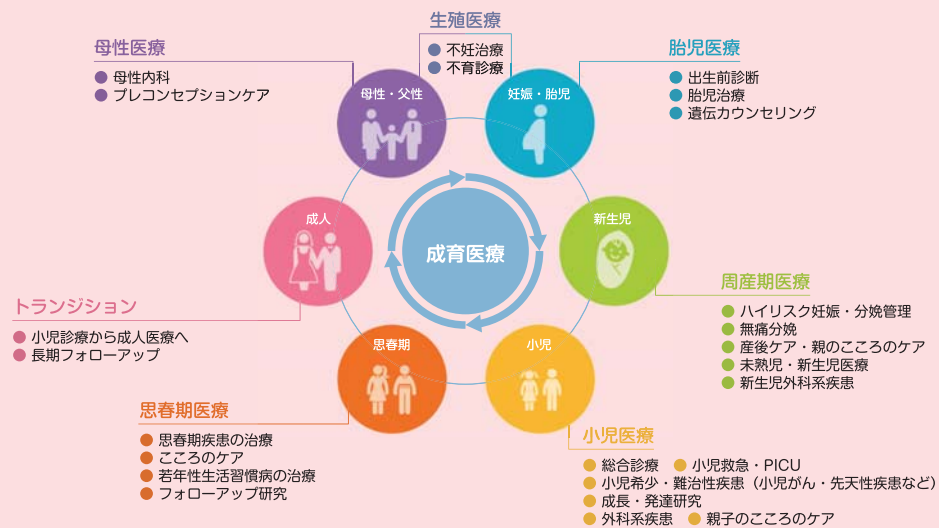 生殖医療
不妊治療
不育診療
母性医療
母性内科
プレコンセプションケア
胎児医療
出生前診断
胎児治療
遺伝カウンセリング
母性・父性
妊娠・胎児
成人
新生児
成育医療
思春期
小児
周産期医療
ハイリスク妊娠・分娩管理
無痛分娩
産後ケア・親のこころのケア
未熟児・新生児医療
新生児外科系疾患
トランジション
小児診療から成人医療へ
長期フォローアップ
思春期医療
思春期疾患の治療
こころのケア
若年性生活習慣病の治療
フォローアップ研究
小児医療
総合診療 小児救急・PICU
小児希少・難治性疾患（小児がん・先天性疾患など）
成長・発達研究
外科系疾患 親子のこころのケア